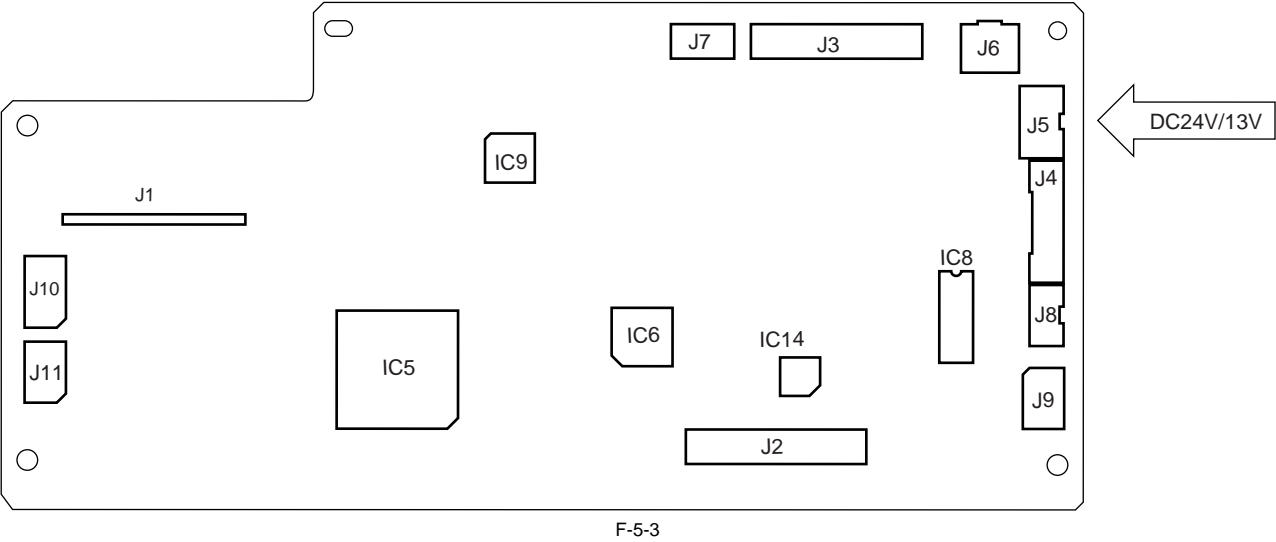 J7
J3
J6
J5
DC24V/13V
IC9
J4
J1
IC8
J10
J8
IC6
IC14
IC5
J11
J9
J2
F-5-3